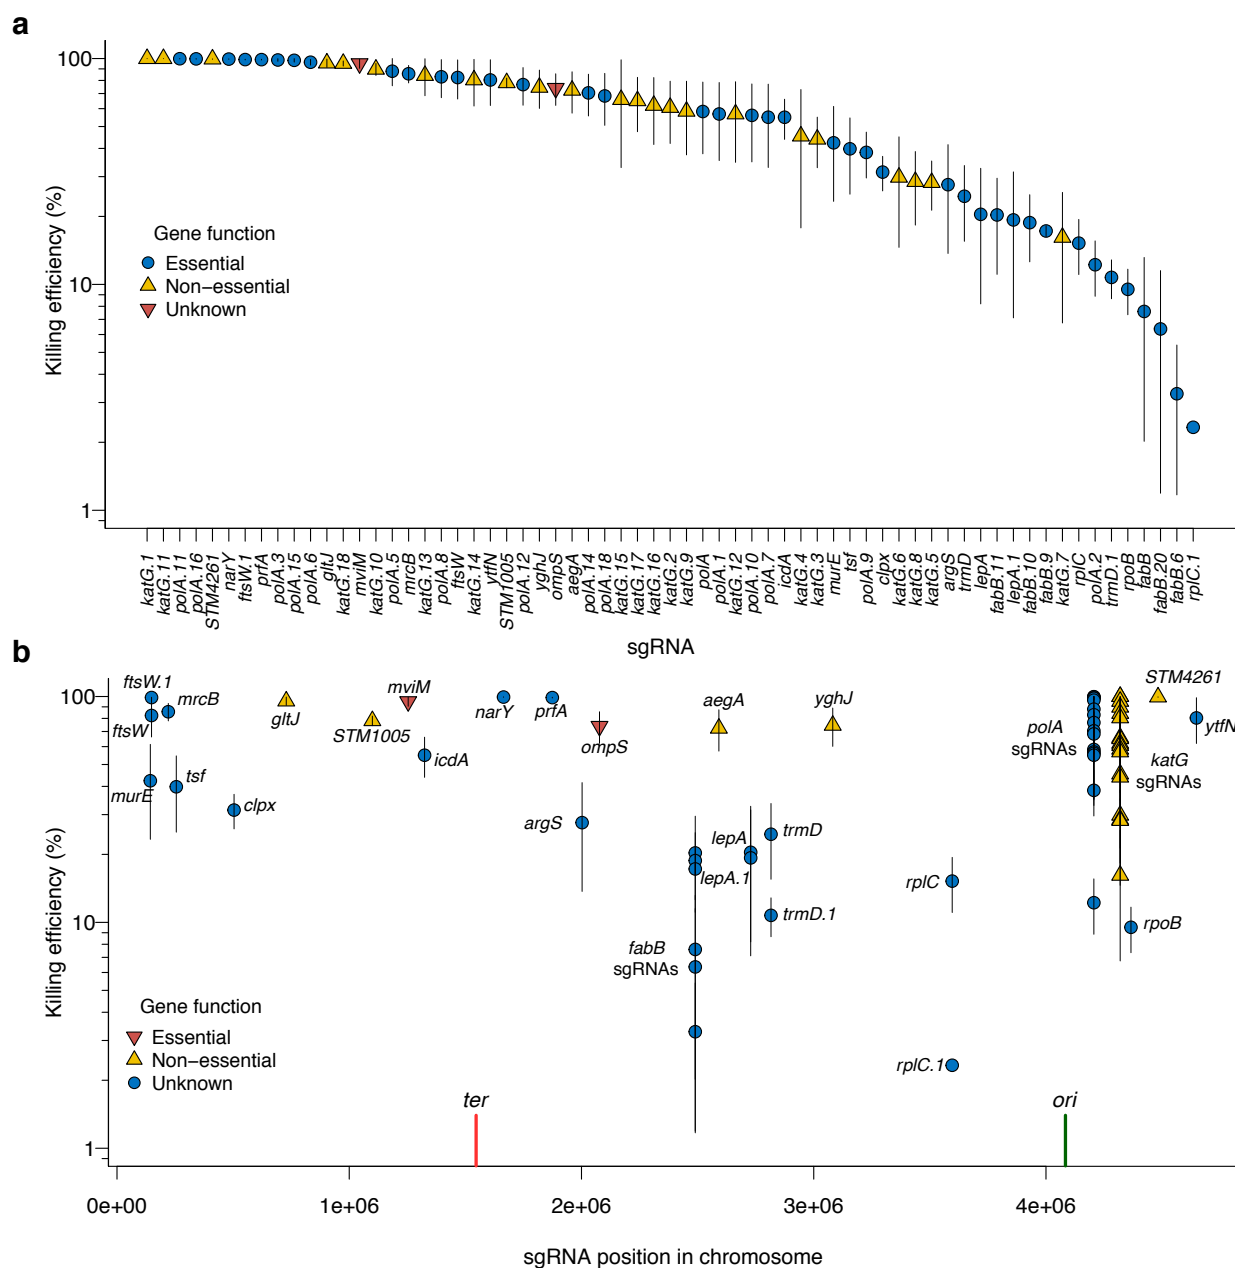 a
Killing efficiency (%)
100
10
1
Gene function
Essential
Non−essential
Unknown
katG.1
katG.11
polA.11
polA.16
STM4261
narY
ftsW.1
prfA
polA.3
polA.15
polA.6
gltJ
katG.18
mviM
katG.10
polA.5
mrcB
katG.13
polA.8
ftsW
katG.14
ytfN
STM1005
polA.12
yghJ
ompS
aegA
polA.14
polA.18
katG.15
katG.17
katG.16
katG.2
katG.9
polA
polA.1
katG.12
polA.10
polA.7
icdA
katG.4
katG.3
murE
tsf
polA.9
clpx
katG.6
katG.8
katG.5
argS
trmD
lepA
fabB.11
lepA.1
fabB.10
fabB.9
katG.7
rplC
polA.2
trmD.1
rpoB
fabB
fabB.20
fabB.6
rplC.1
sgRNA
b
Killing efficiency (%)
100
10
1
ftsW.1
mrcB
ftsW
murE
tsf
clpx
gltJ
STM1005
mviM
icdA
narY
prfA
ompS
argS
aegA
yghJ
lepA
lepA.1
trmD
trmD.1
fabB
sgRNAs
rplC
rplC.1
polA
sgRNAs
katG
sgRNAs
rpoB
STM4261
ytfN
Gene function
Essential
Non−essential
Unknown
ter
ori
0e+00
1e+06
2e+06
3e+06
4e+06
sgRNA position in chromosome